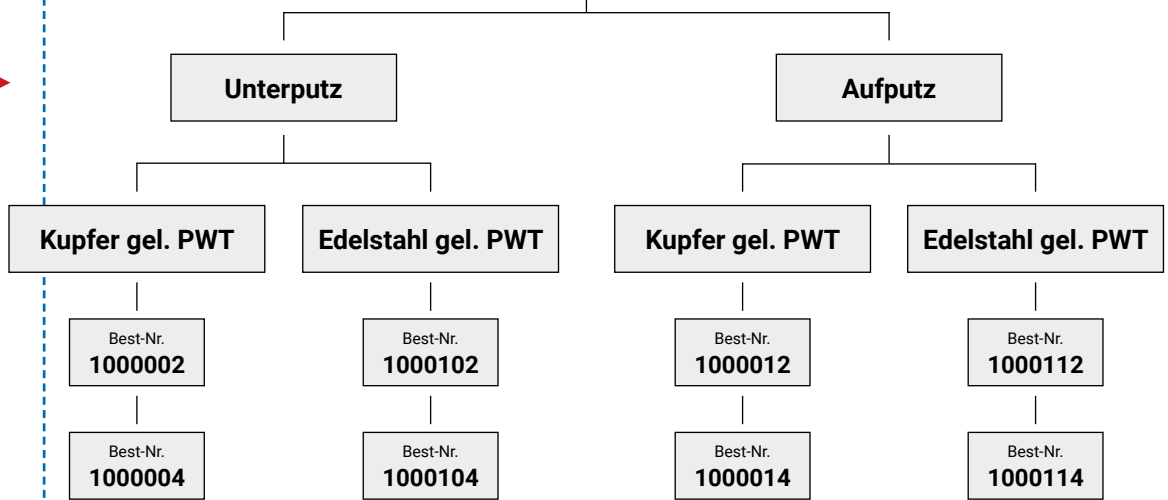 Unterputz
Aufputz
Kupfer gel. PWT
Edelstahl gel. PWT
Kupfer gel. PWT
Edelstahl gel. PWT
Best-Nr.
1000002
Best-Nr.
1000102
Best-Nr.
1000012
Best-Nr.
1000112
Best-Nr.
1000004
Best-Nr.
1000104
Best-Nr.
1000014
Best-Nr.
1000114